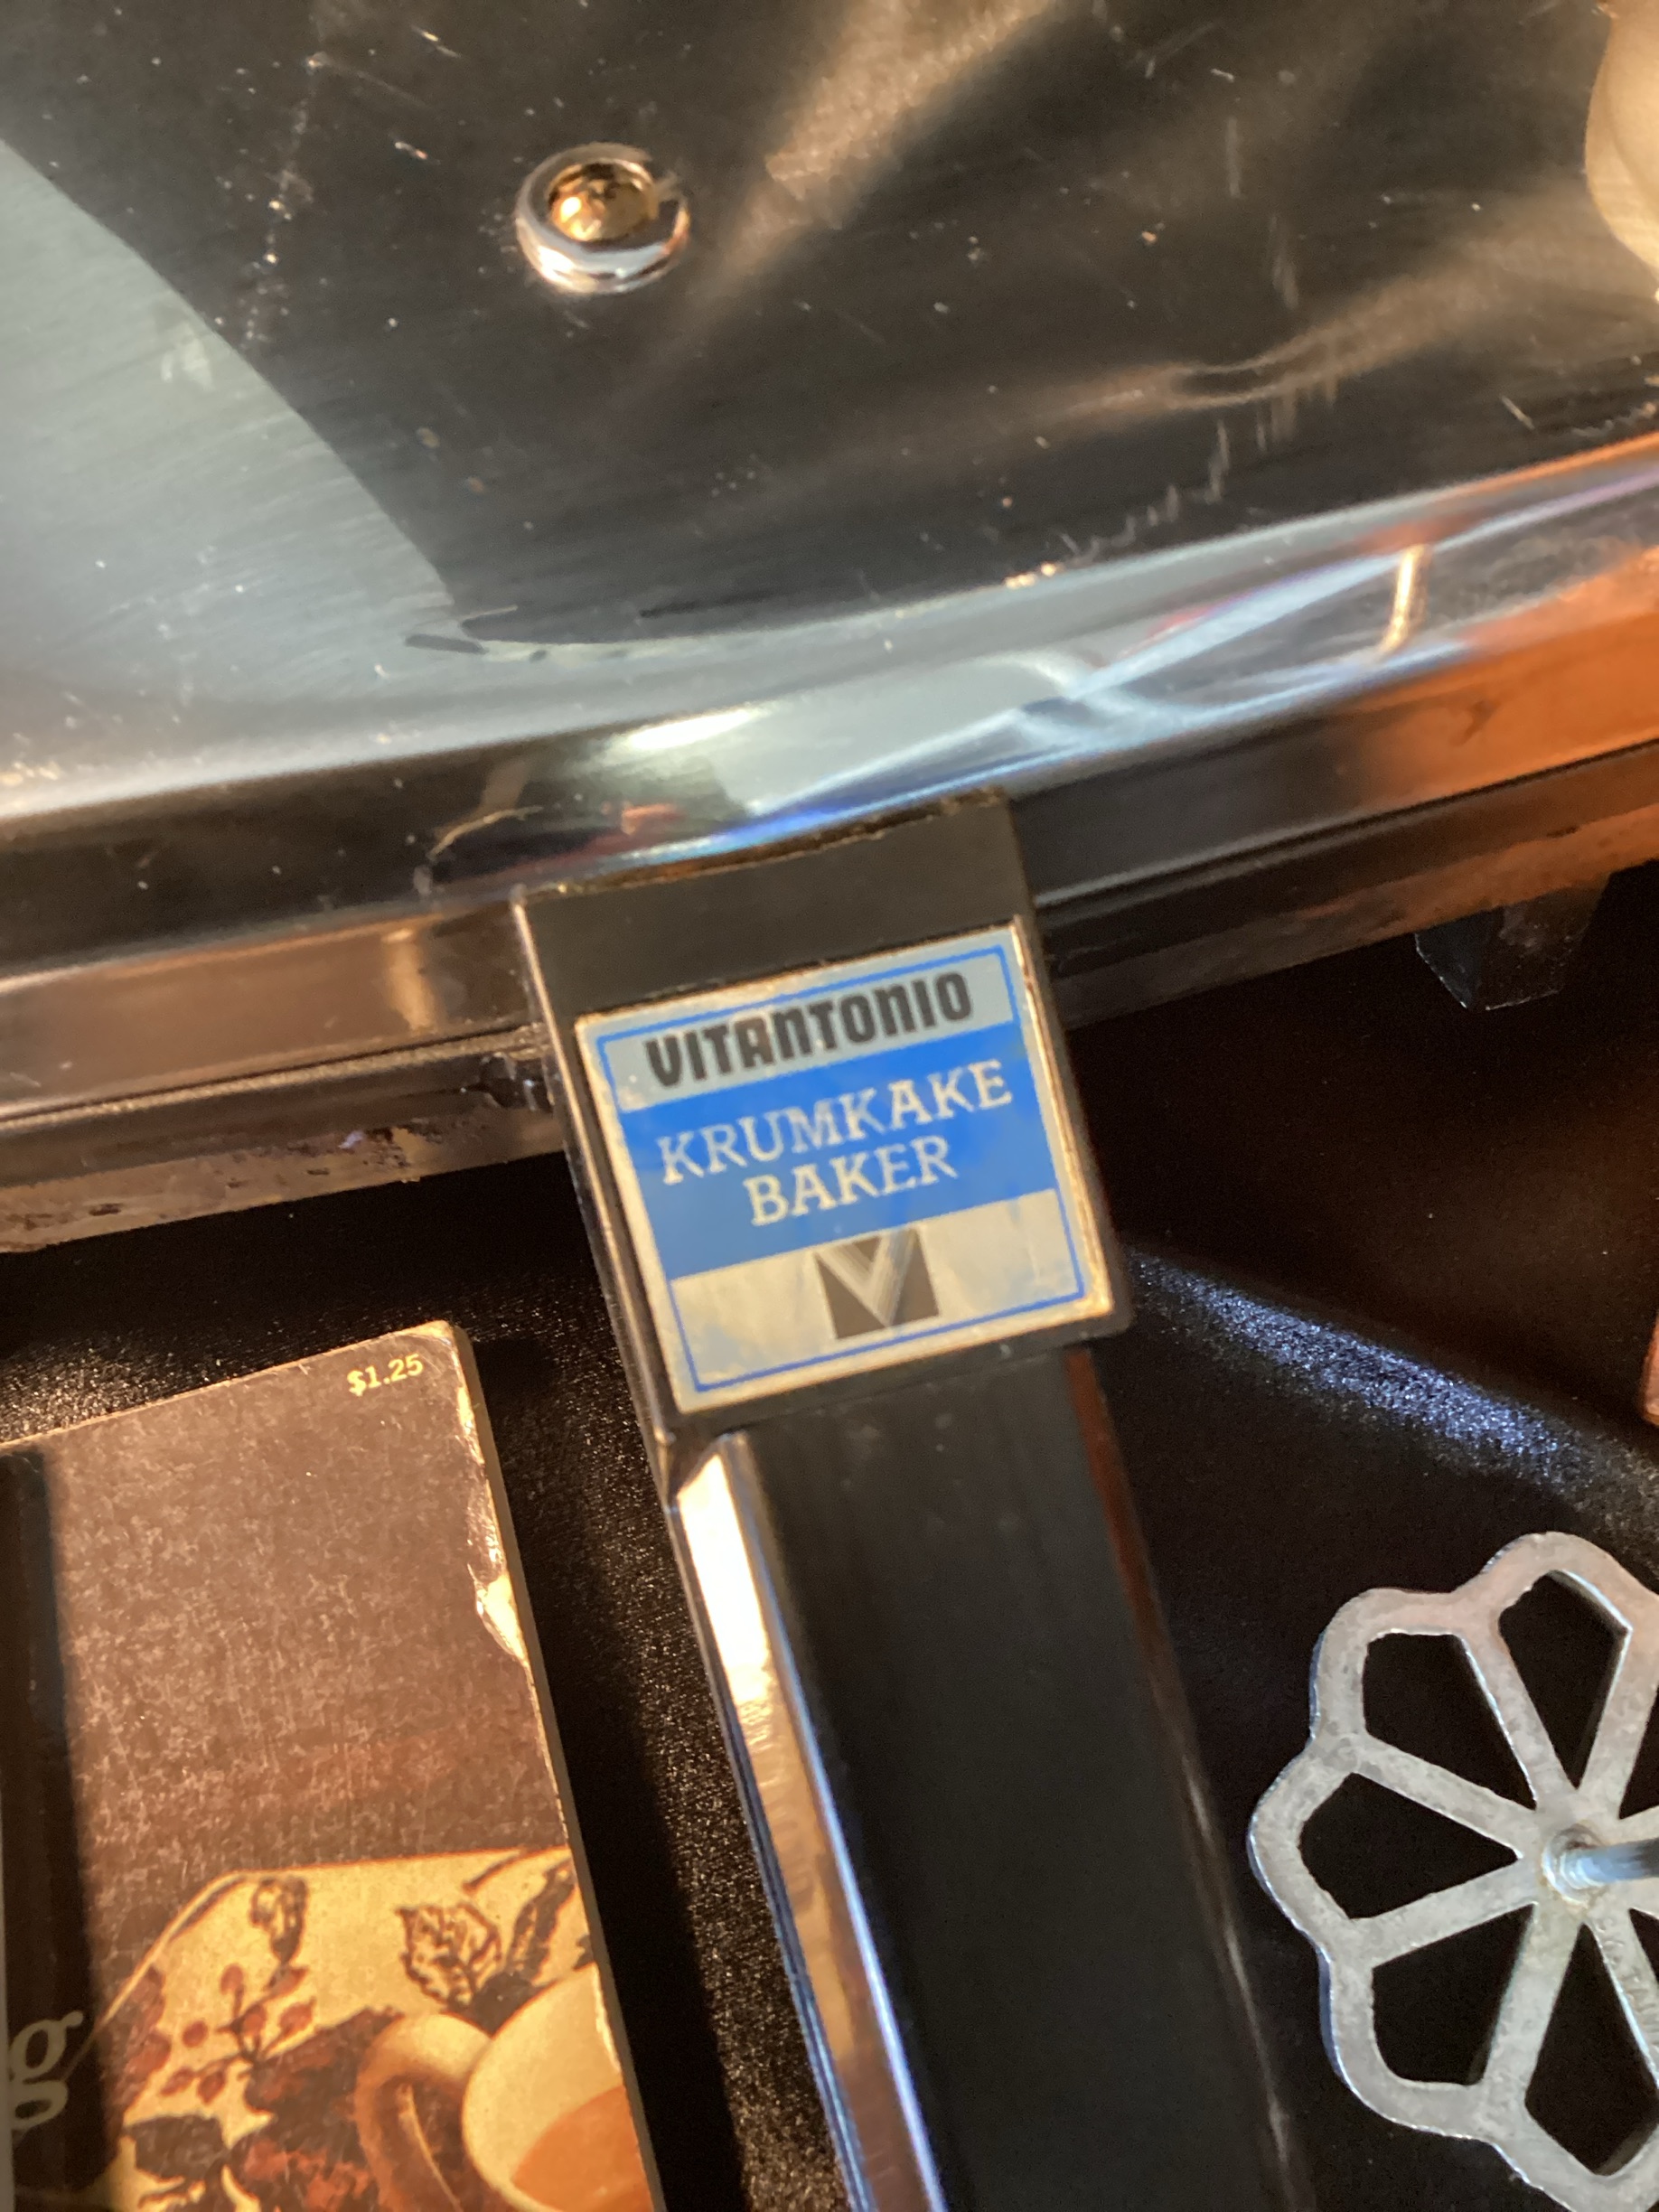 VITANTONIO
KRUMKAKE
BAKER
V
$1.25
g